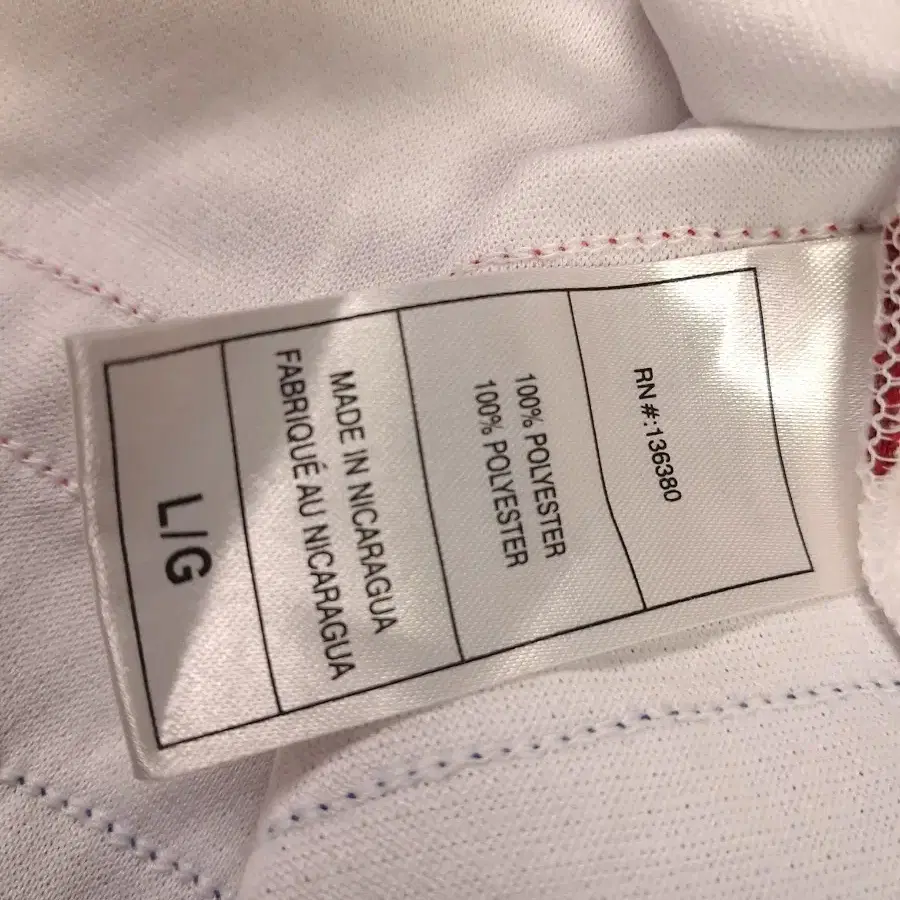 RN #:136380
100% POLYESTER
100% POLYESTER
MADE IN NICARAGUA
FABRIQUÉ AU NICARAGUA
L/G